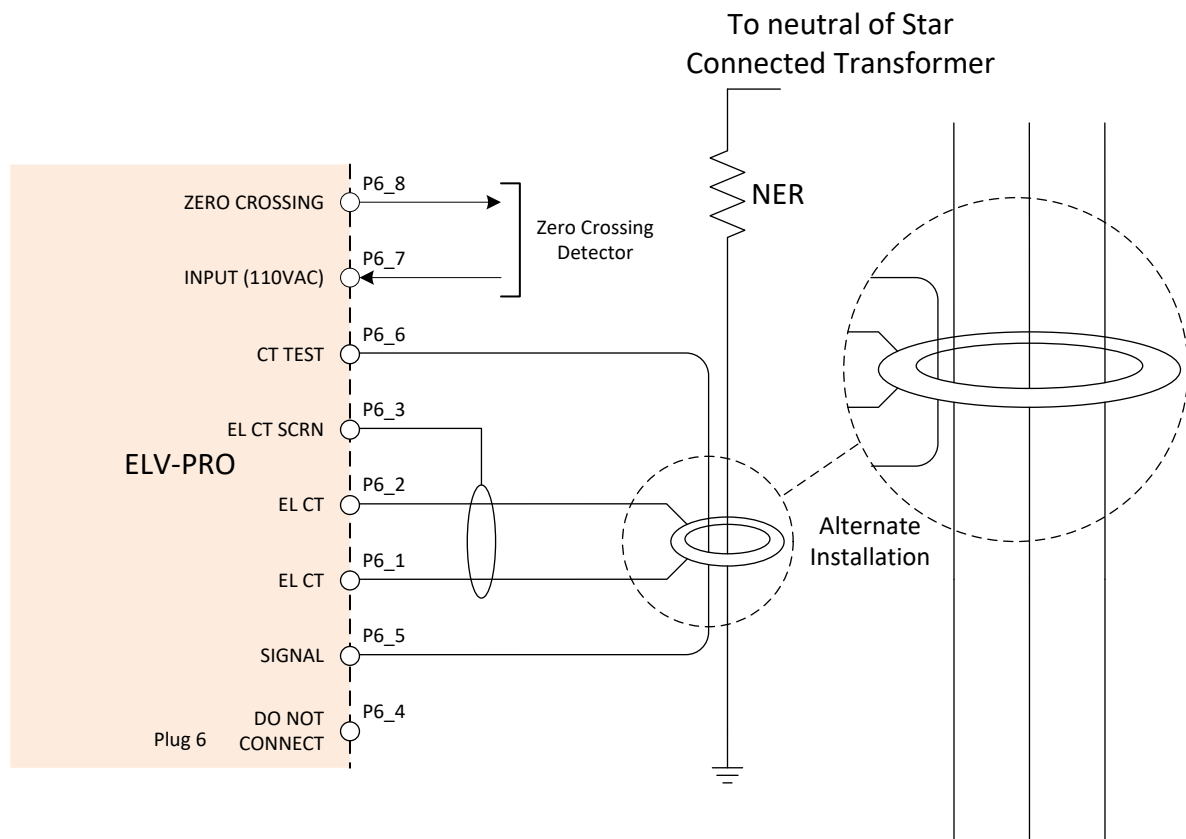 To neutral of Star
Connected Transformer
NER
ZERO CROSSING
P6_8
Zero Crossing
Detector
INPUT (110VAC)
P6_7
CT TEST
P6_6
EL CT SCRN
P6_3
ELV-PRO
EL CT
P6_2
Alternate
Installation
EL CT
P6_1
SIGNAL
P6_5
DO NOT
CONNECT
P6_4
Plug 6